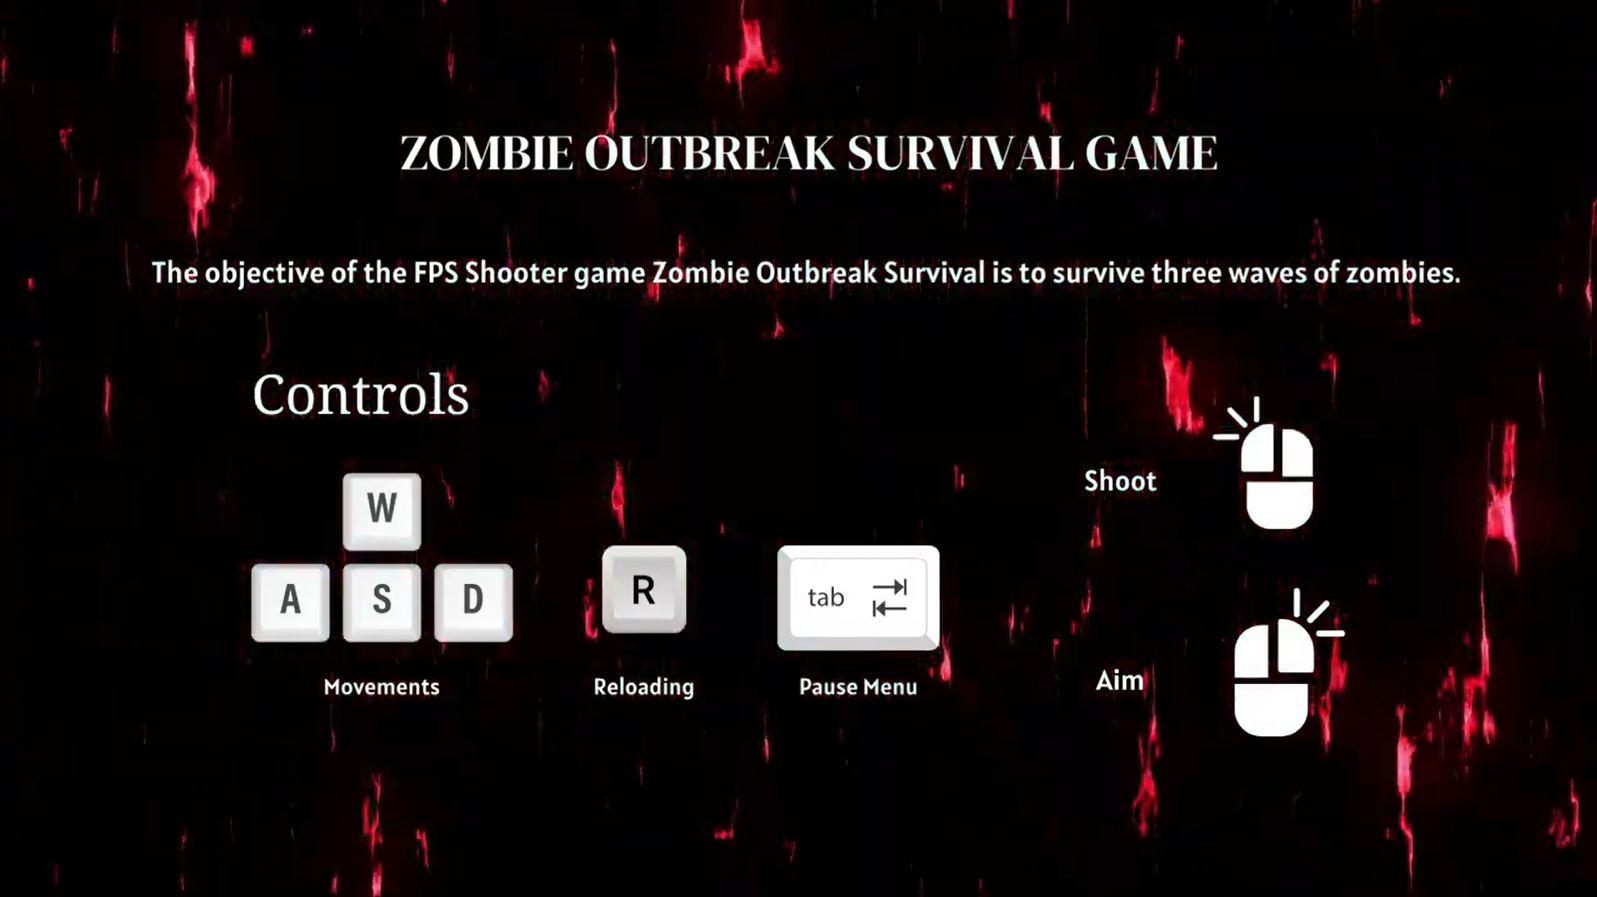 ZOMBIE OUTBREAK SURVIVAL GAME
The objective of the FPS Shooter game Zombie Outbreak Survival is to survive three waves of zombies.
Controls
W
A S D
Movements
R
Reloading
tab
Pause Menu
Shoot
Aim